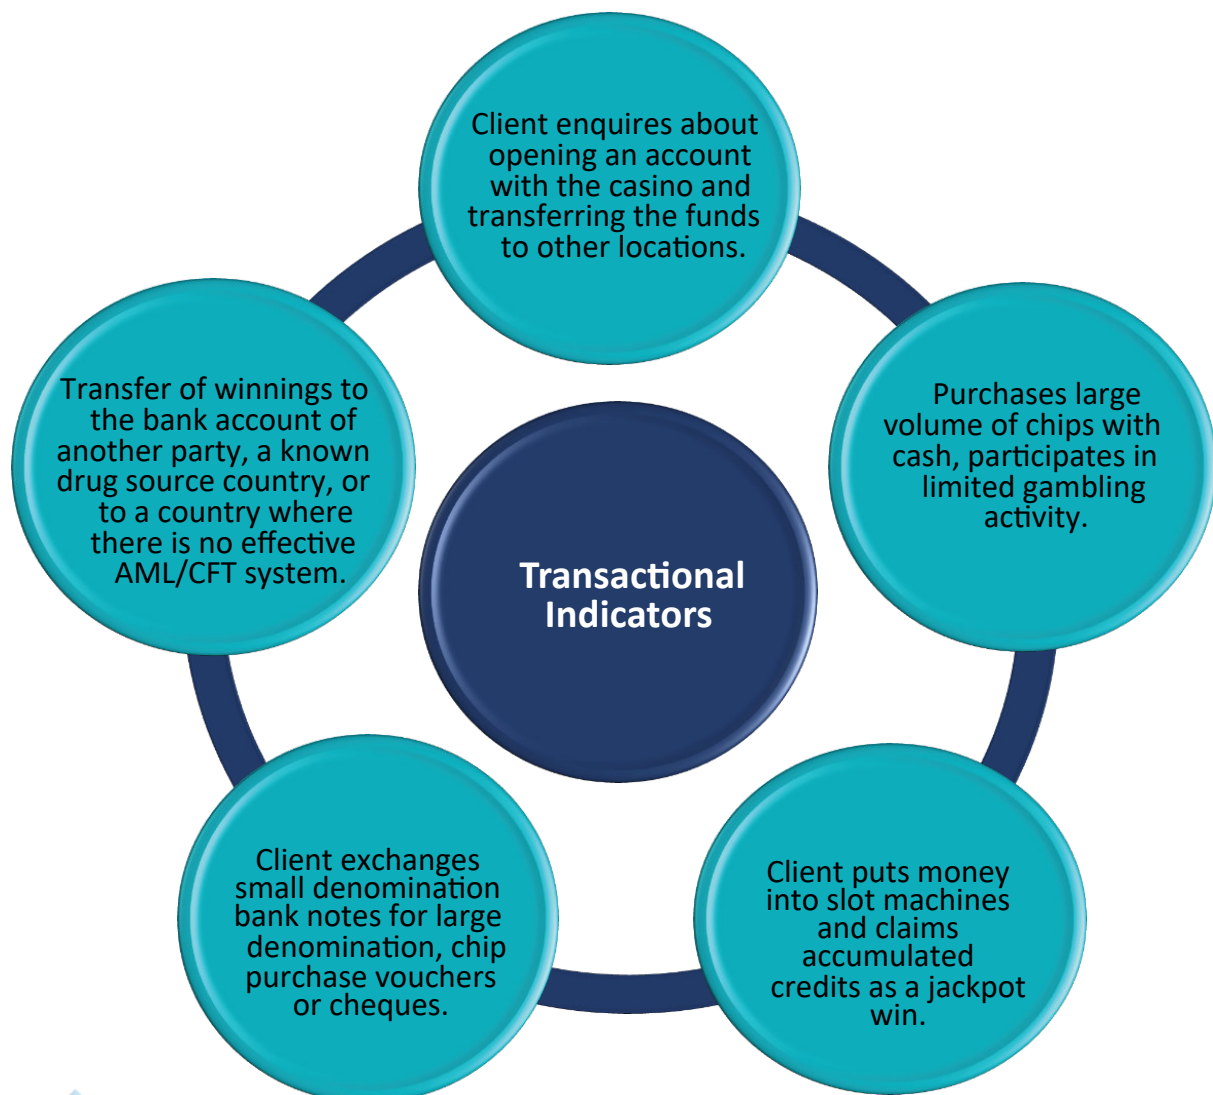 Client enquires about
opening an account
with the casino and
transferring the funds
to other locations.
Purchases large
volume of chips with
cash, participates in
limited gambling
activity.
Client puts money
into slot machines
and claims
accumulated
credits as a jackpot
win.
Client exchanges
small denomination
bank notes for large
denomination, chip
purchase vouchers
or cheques.
Transfer of winnings to
the bank account of
another party, a known
drug source country, or
to a country where
there is no effective
AML/CFT system.
Transactional
Indicators